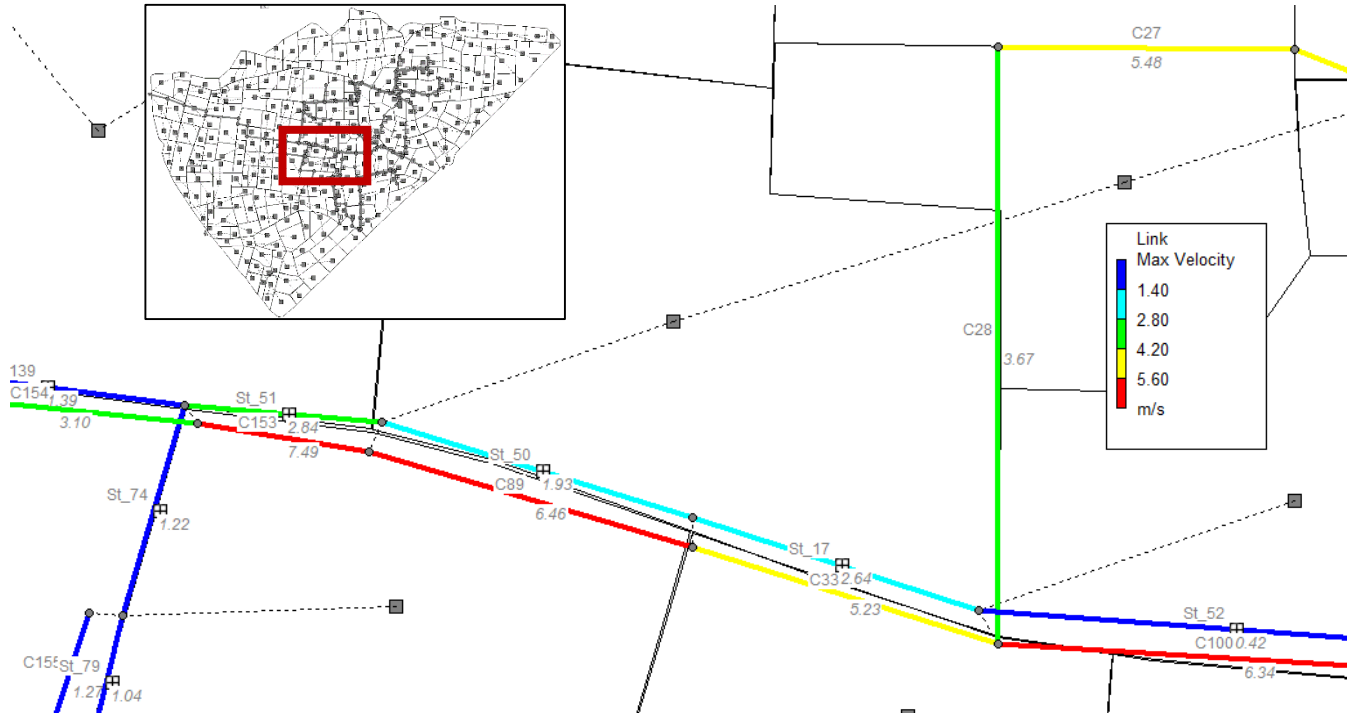 C27
5.48
Link
Max Velocity
1.40
2.80
4.20
5.60
m/s
C28
3.67
139
C154
1.39
3.10
St_51
C153
2.84
7.49
St_50
C89
1.93
6.46
St_74
1.22
St_17
C33
2.64
5.23
St_52
C100
0.42
6.34
C155
St_79
1.27
1.04